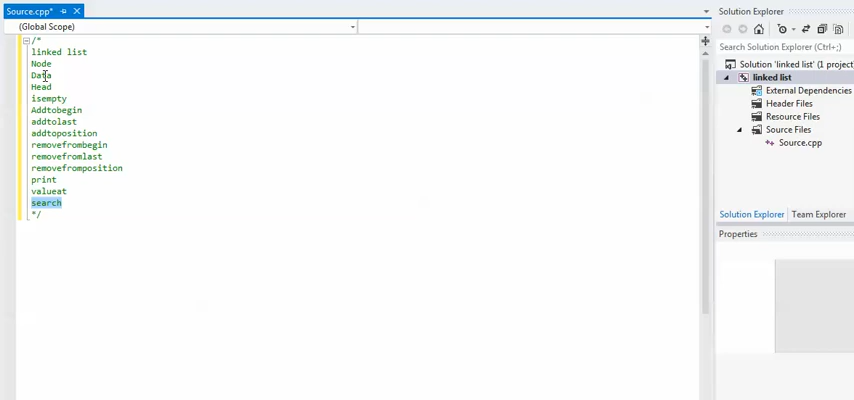 Source.cpp*
(Global Scope)
/*
linked list
Node
Data
Head
isempty
Addtobegin
addtolast
addtoposition
removefrombegin
removefromlast
removefromposition
print
valueat
search
*/
Solution Explorer
Search Solution Explorer (Ctrl+;)
Solution 'linked list' (1 project)
linked list
External Dependencies
Header Files
Resource Files
Source Files
Source.cpp
Solution Explorer Team Explorer
Properties